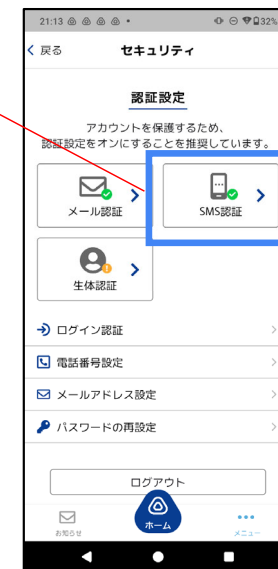 21:13
32%
戻る
セキュリティ
認証設定
アカウントを保護するため、
認証設定をオンにすることを推奨しています。
メール認証
SMS認証
生体認証
ログイン認証
電話番号設定
メールアドレス設定
パスワードの再設定
ログアウト
お知らせ
ホーム
メニュー